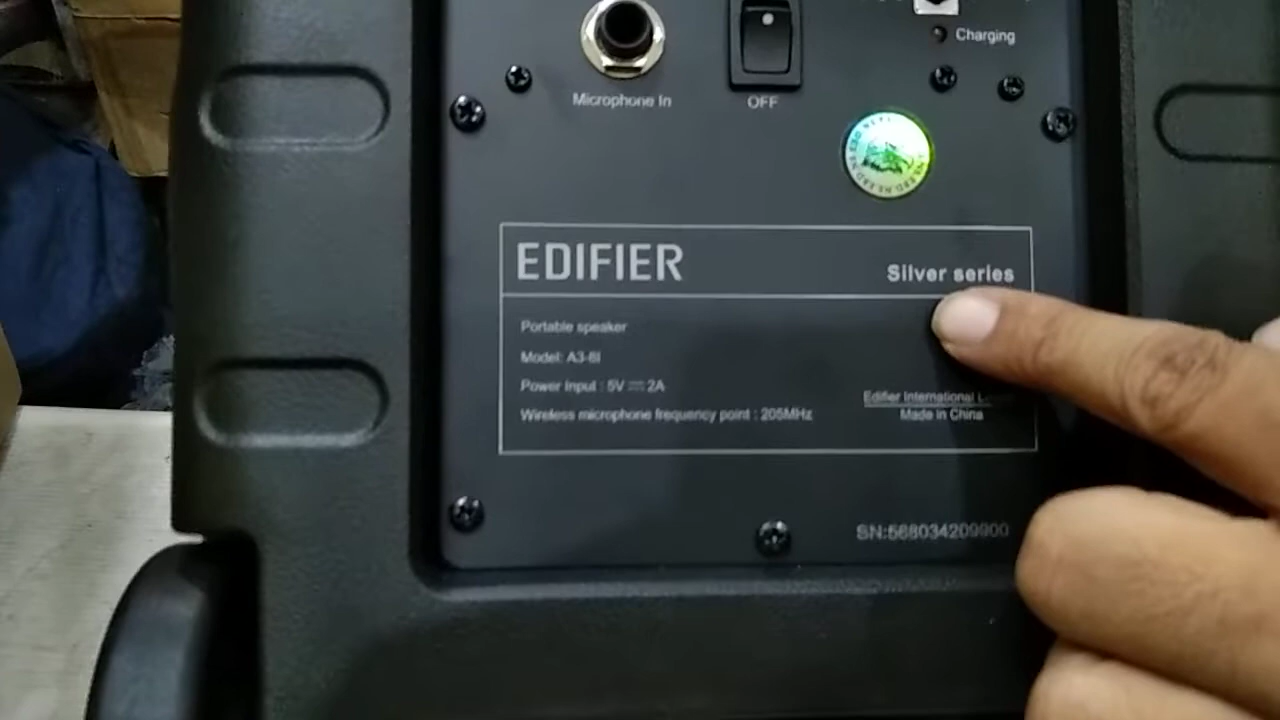 Charging
Microphone In
OFF
EDIFIER
Silver series
Portable speaker
Model: A3-8I
Power Input : 5V 2A
Wireless microphone frequency point : 205MHz
Edifier International
Made in China
SN:568034209900